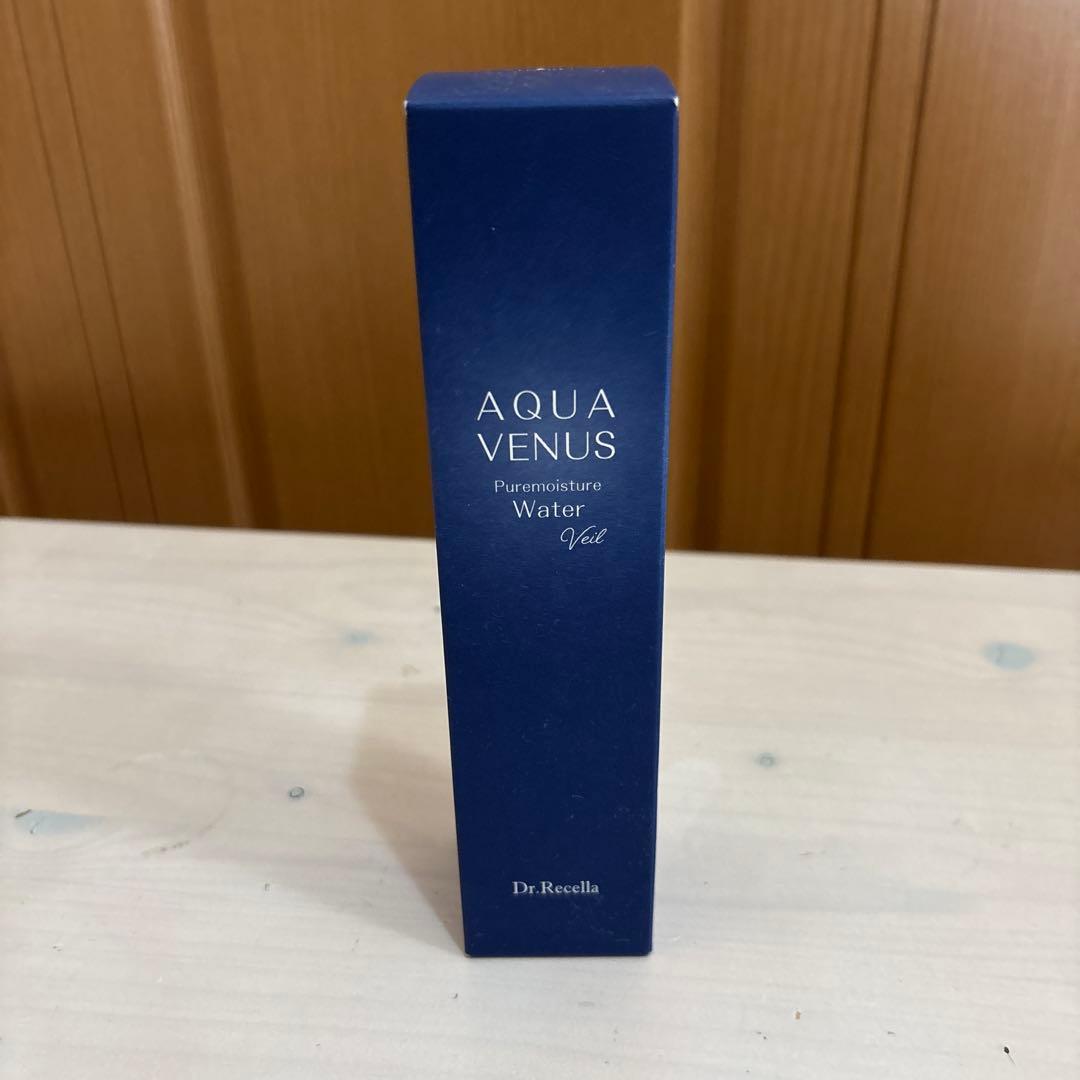 AQUA
VENUS
Puremoisture
Water
Veil
Dr.Recella